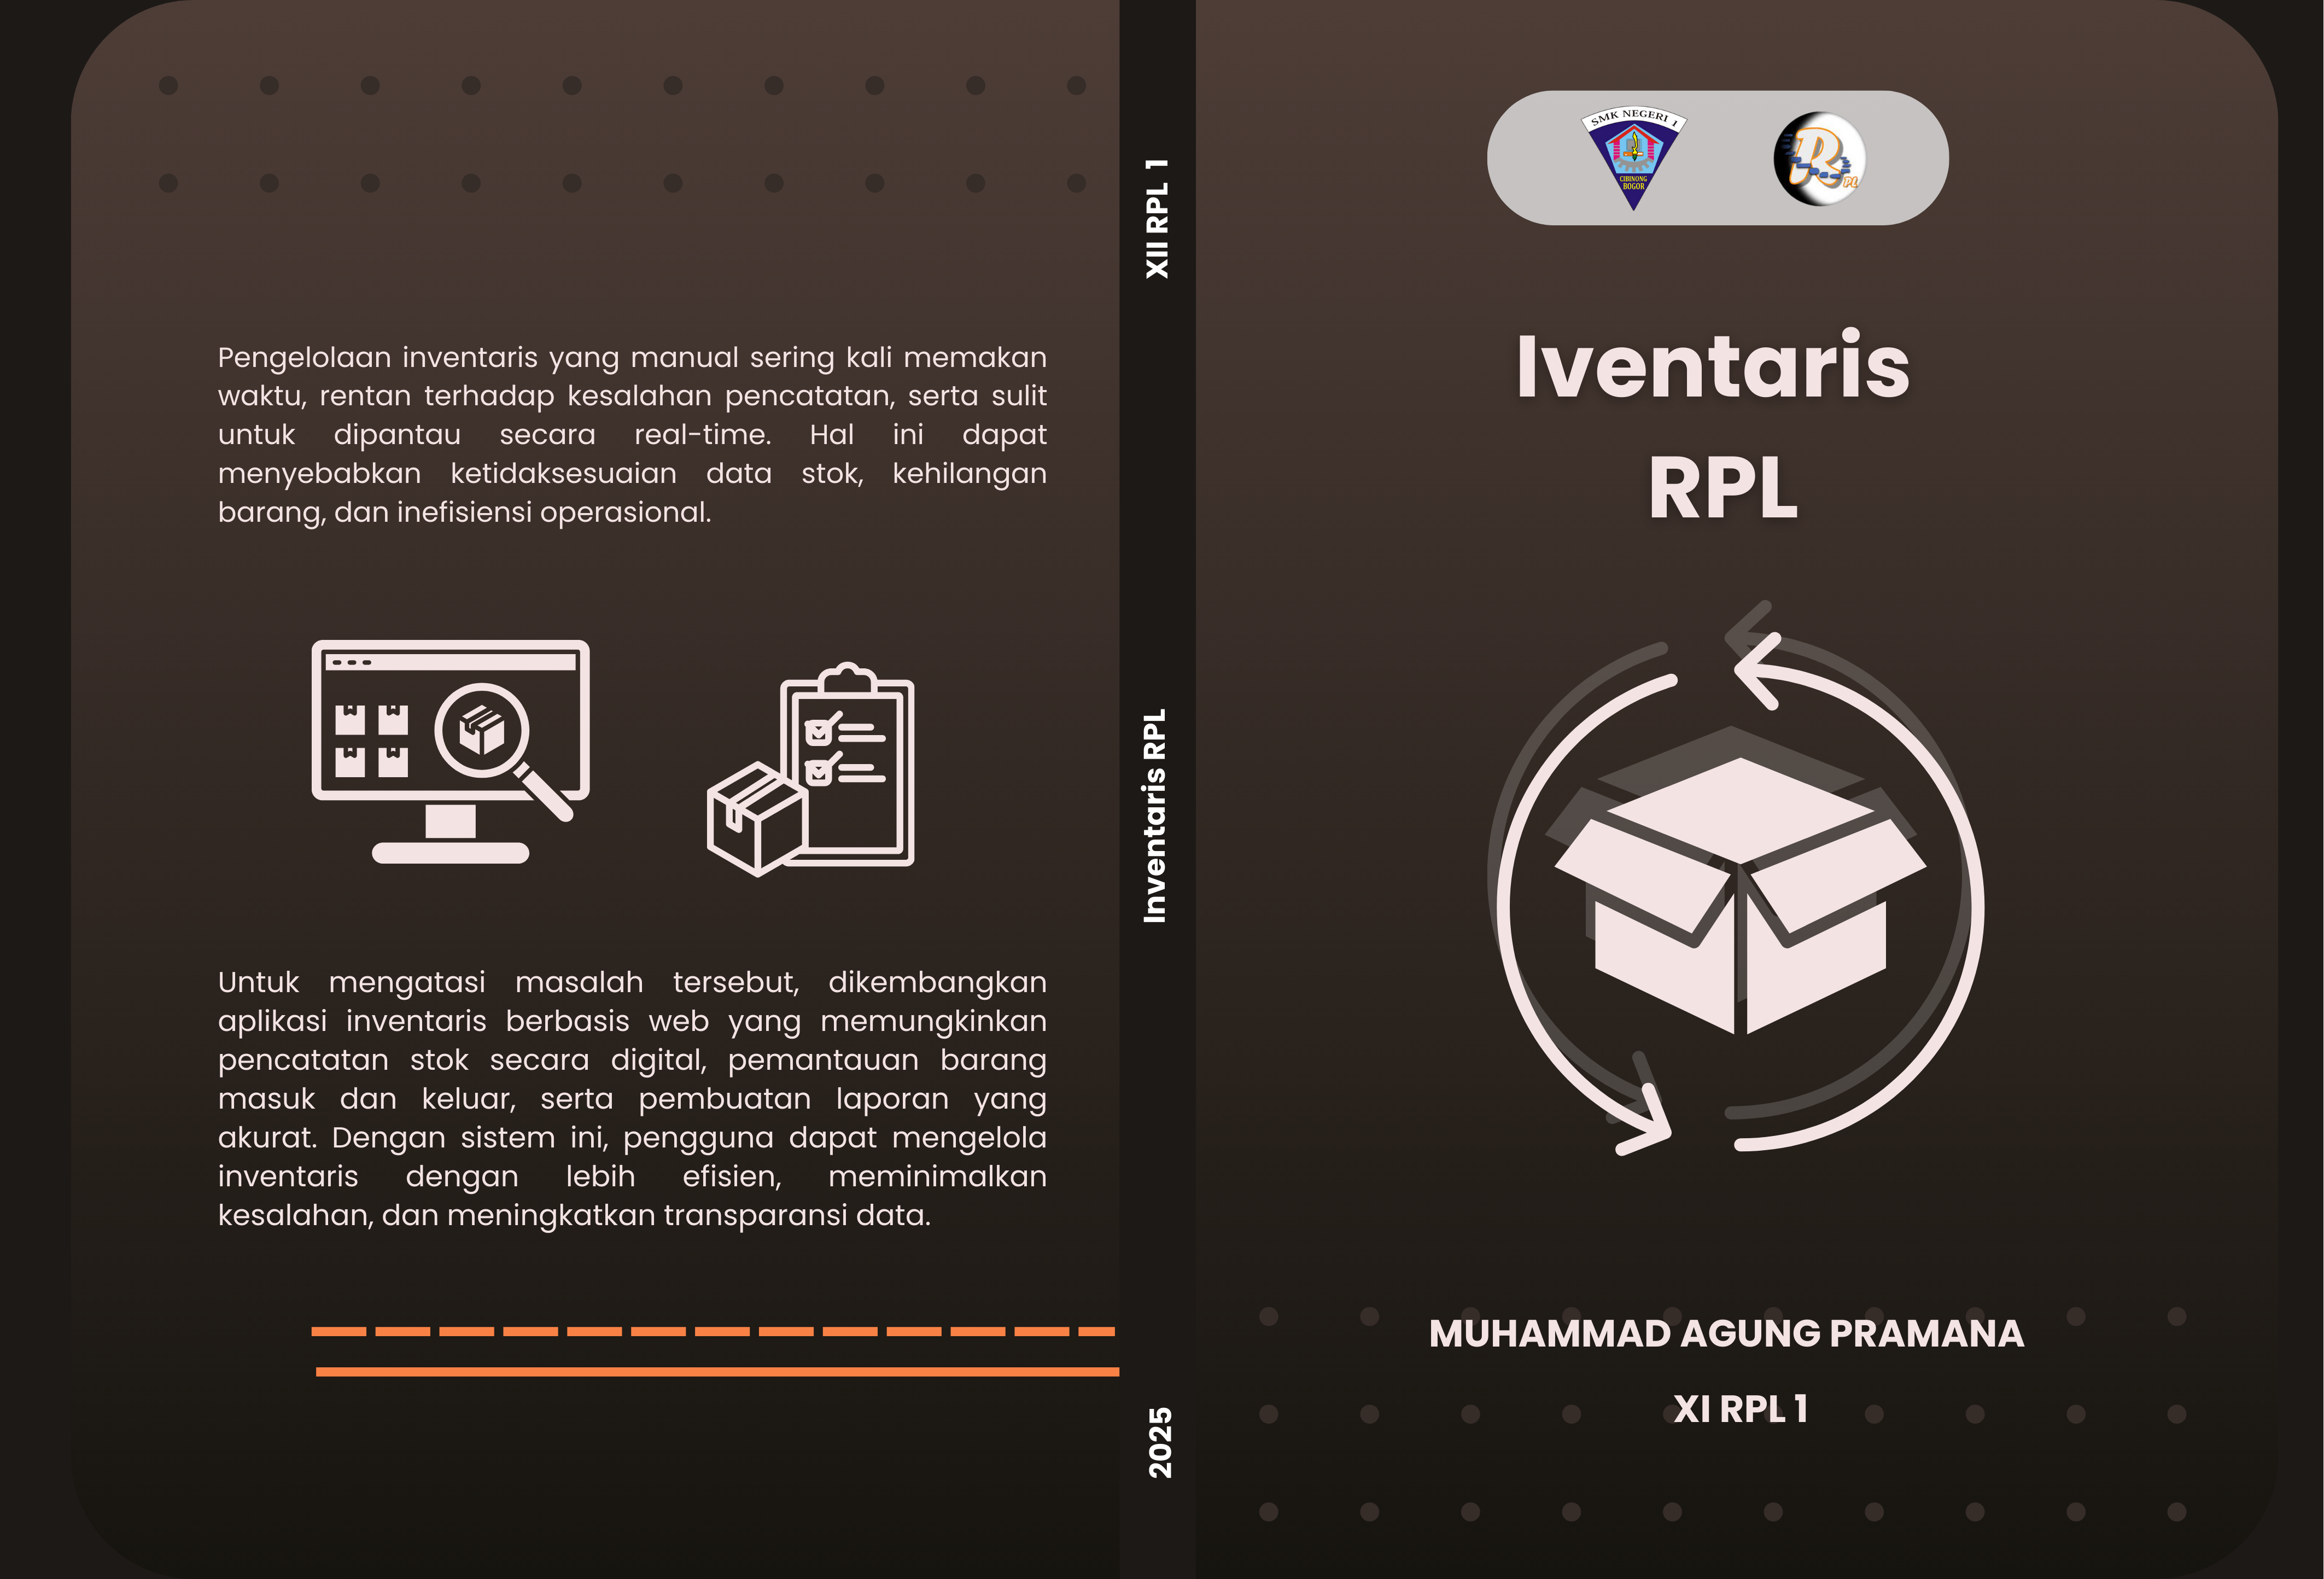 Pengelolaan inventaris yang manual sering kali memakan
waktu, rentan terhadap kesalahan pencatatan, serta sulit
untuk dipantau secara real-time. Hal ini dapat
menyebabkan ketidaksesuaian data stok, kehilangan
barang, dan inefisiensi operasional.
Untuk mengatasi masalah tersebut, dikembangkan
aplikasi inventaris berbasis web yang memungkinkan
pencatatan stok secara digital, pemantauan barang
masuk dan keluar, serta pembuatan laporan yang
akurat. Dengan sistem ini, pengguna dapat mengelola
inventaris dengan lebih efisien, meminimalkan
kesalahan, dan meningkatkan transparansi data.
XII RPL 1
Inventaris RPL
2025
SMK NEGERI 1
CIBINONG
BOGOR
R
PL
Iventaris
RPL
MUHAMMAD AGUNG PRAMANA
XI RPL 1